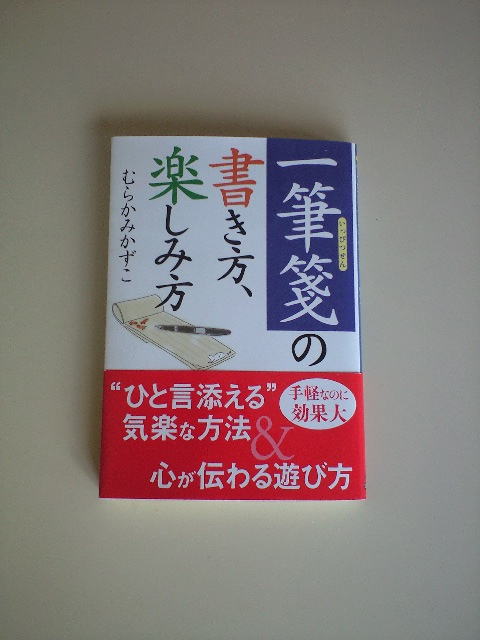 一筆箋の
いっぴつせん
書き方、
楽しみ方
むらかみかずこ
“ひと言添える”
気楽な方法
&
心が伝わる遊び方
手軽なのに
効果大